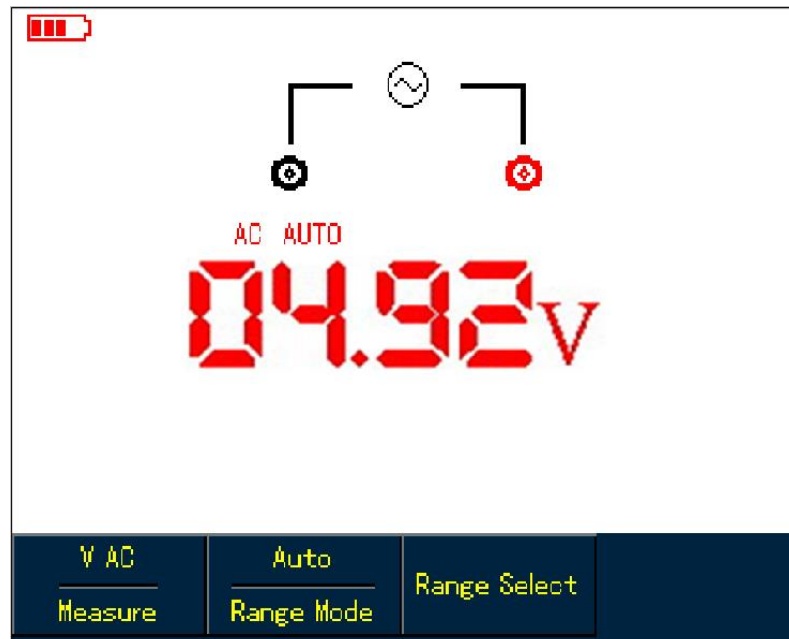 AC AUTO
04.92V
V AC
Measure
Auto
Range Mode
Range Select